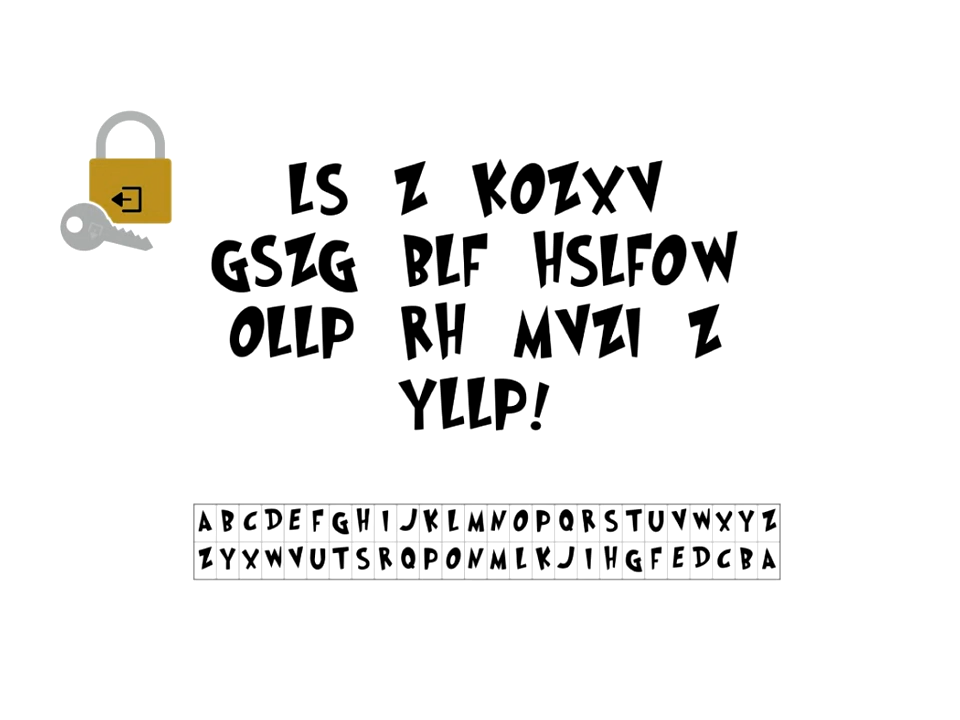 LS Z KOZXV
GSZG BLF HSLFOW
OLLP RH MVZI Z
YLLP!
A B C D E F G H I J K L M N O P Q R S T U V W X Y Z
Z Y X W V U T S R Q P O N M L K J I H G F E D C B A